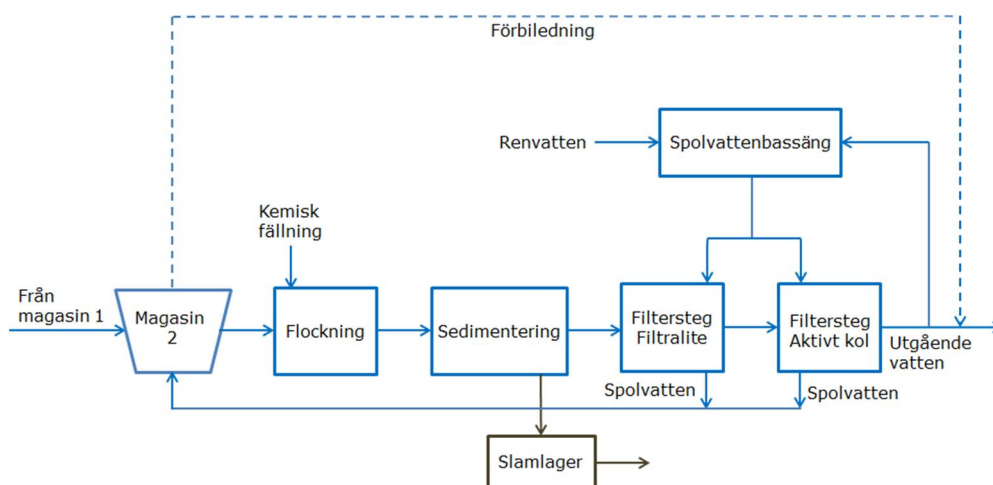 Förbiledning
Renvatten
Spolvattenbassäng
Kemisk
fällning
Från
magasin 1
Magasin
2
Flockning
Sedimentering
Filtersteg
Filtralite
Filtersteg
Aktivt kol
Utgående
vatten
Spolvatten
Spolvatten
Slamlager